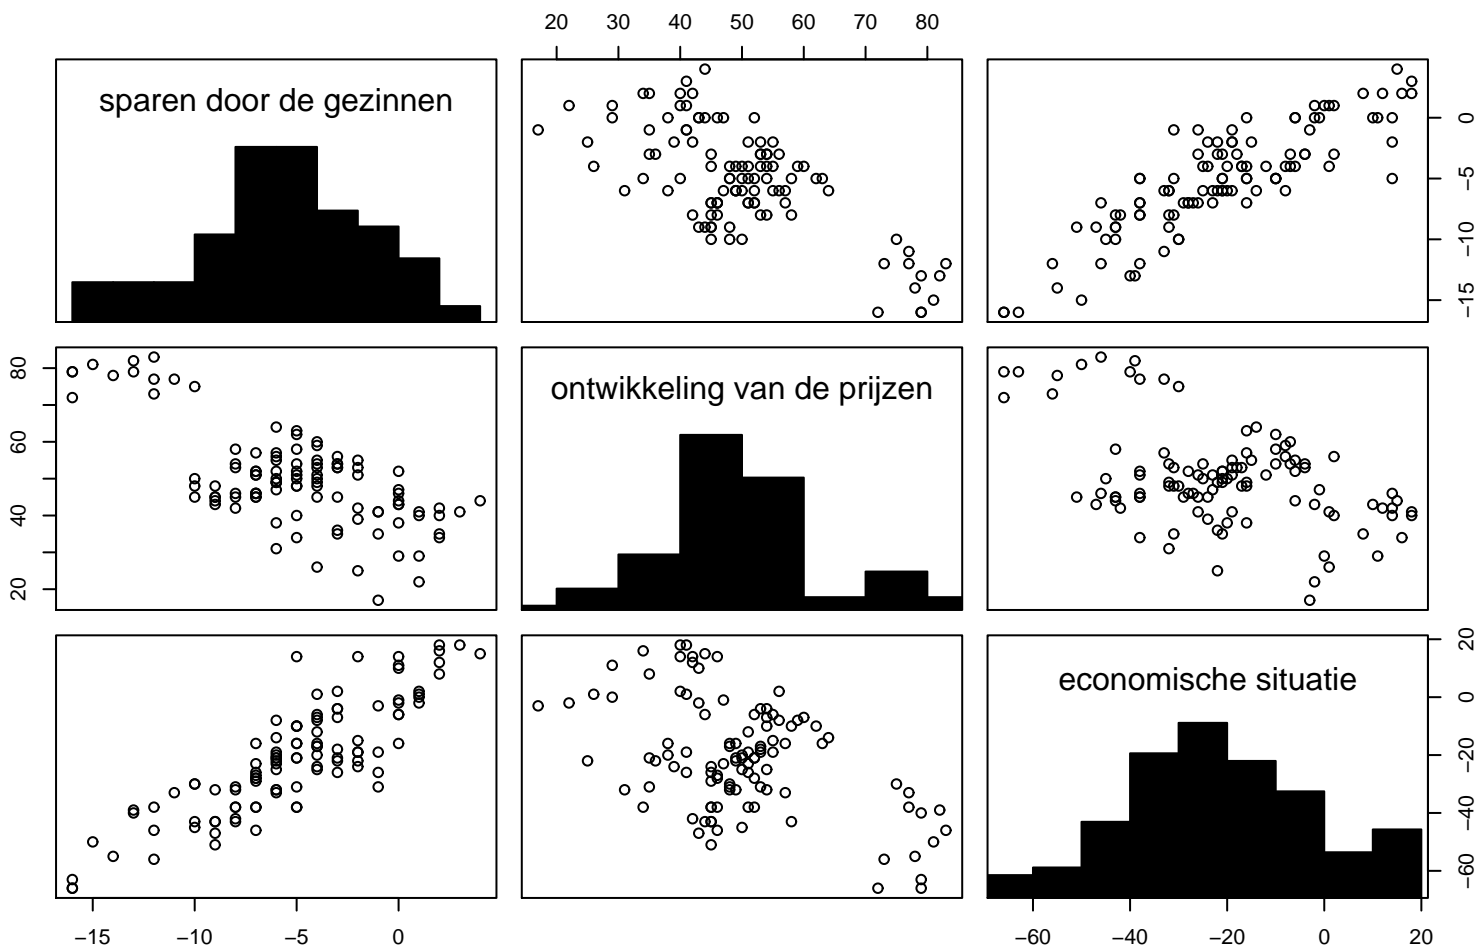 20 30 40 50 60 70 80
sparen door de gezinnen
0
−5
−10
−15
ontwikkeling van de prijzen
80
60
40
20
economische situatie
20
0
−20
−40
−60
−15 −10 −5 0
−60 −40 −20 0 20